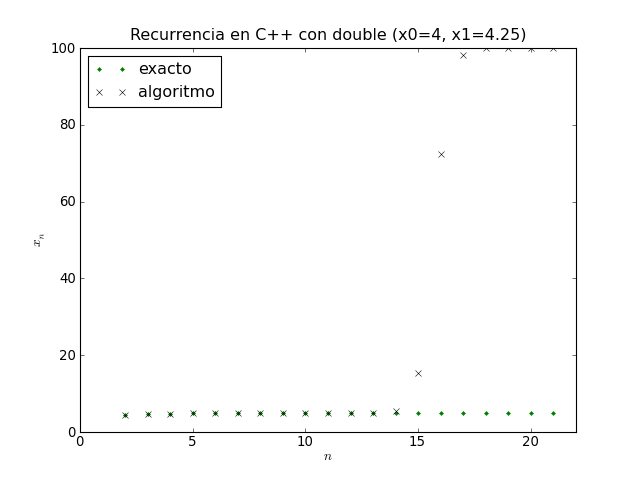 Recurrencia en C++ con double (x0=4, x1=4.25)
100
exacto
algoritmo
80
60
x_n
40
20
0
0 5 10 15 20
n